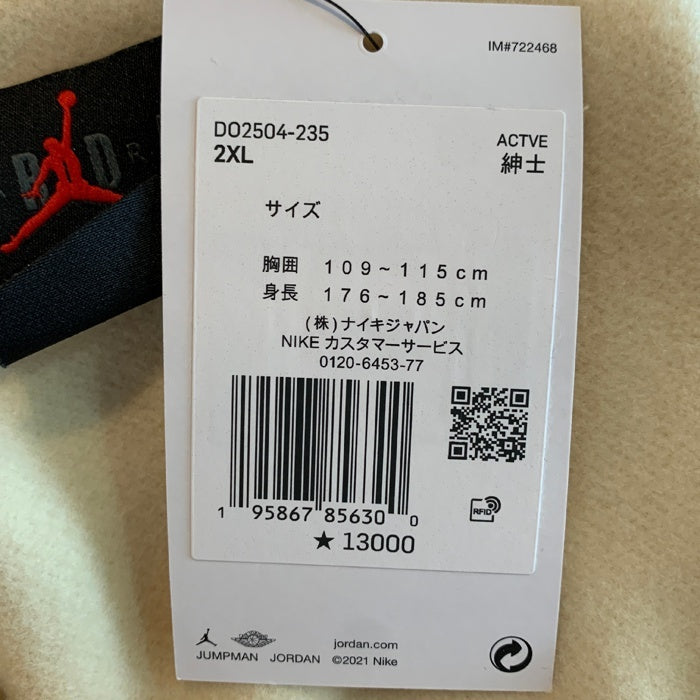 IM#722468
DO2504-235
2XL
ACTVE
紳士
サイズ
胸囲 109~115cm
身長 176~185cm
(株)ナイキジャパン
NIKE カスタマーサービス
0120-6453-77
1 95867 85630 0
★ 13000
RFID
jordan.com
JUMPMAN JORDAN ©2021 Nike